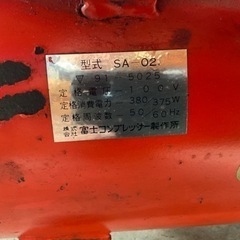 型式 SA-02
91 5025
定格電圧 100V
定格消費電力 380 375W
定格周波数 50/60Hz
株式会社 富士コンプレッサー製作所